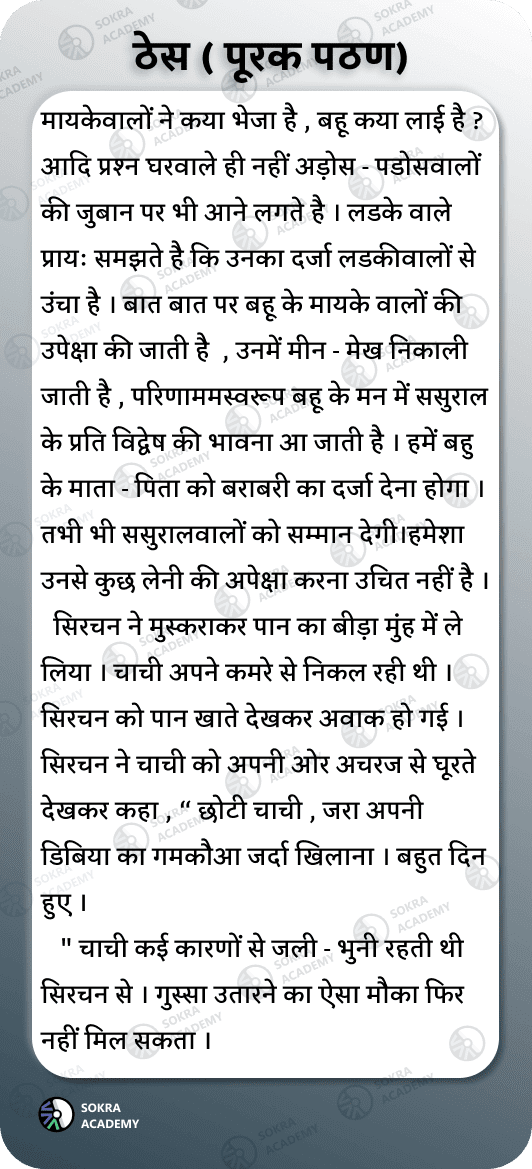 ठेस ( पूरक पठण)
मायकेवालों ने कया भेजा है , बहू कया लाई है ?
आदि प्रश्न घरवाले ही नहीं अड़ोस - पडोसवालों
की जुबान पर भी आने लगते है । लडके वाले
प्रायः समझते है कि उनका दर्जा लडकीवालों से
उंचा है । बात बात पर बहू के मायके वालों की
उपेक्षा की जाती है , उनमें मीन - मेख निकाली
जाती है , परिणाममस्वरूप बहू के मन में ससुराल
के प्रति विद्वेष की भावना आ जाती है । हमें बहु
के माता - पिता को बराबरी का दर्जा देना होगा ।
तभी भी ससुरालवालों को सम्मान देगी।हमेशा
उनसे कुछ लेनी की अपेक्षा करना उचित नहीं है ।
सिरचन ने मुस्कराकर पान का बीड़ा मुंह में ले
लिया । चाची अपने कमरे से निकल रही थी ।
सिरचन को पान खाते देखकर अवाक हो गई ।
सिरचन ने चाची को अपनी ओर अचरज से घूरते
देखकर कहा , “ छोटी चाची , जरा अपनी
डिबिया का गमकौआ जर्दा खिलाना । बहुत दिन
हुए ।
" चाची कई कारणों से जली - भुनी रहती थी
सिरचन से । गुस्सा उतारने का ऐसा मौका फिर
नहीं मिल सकता ।
SOKRA
ACADEMY